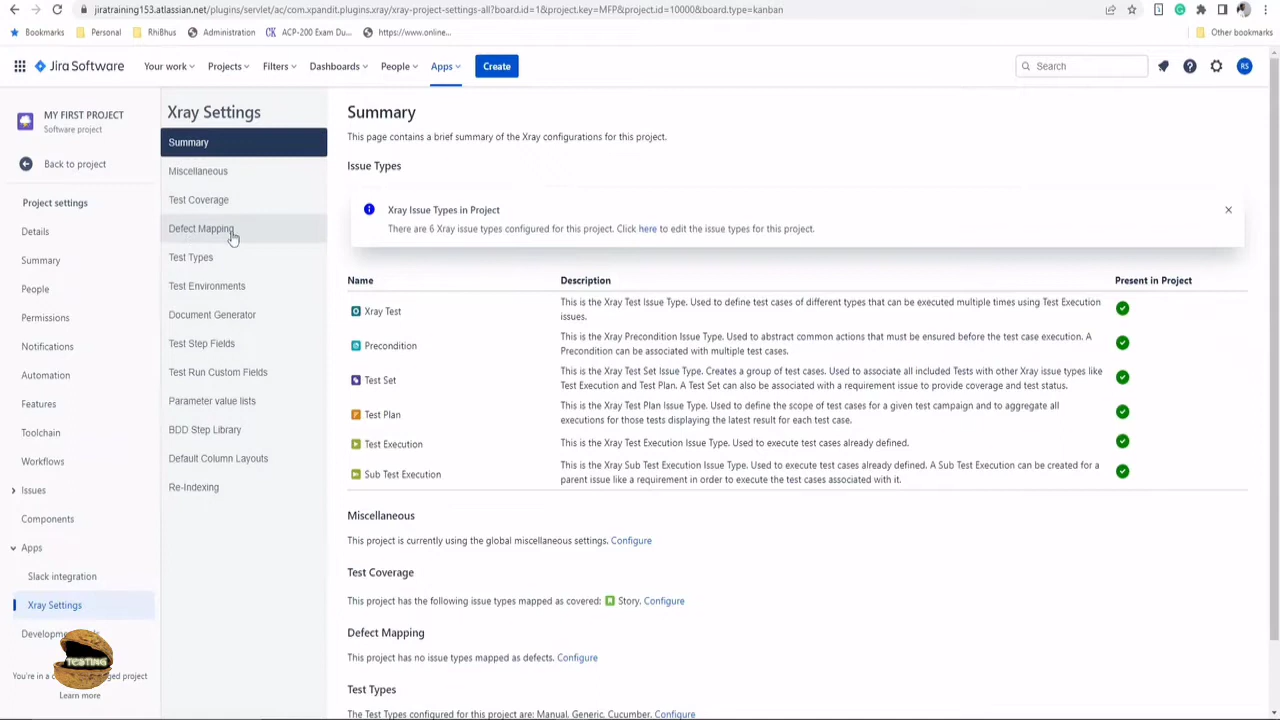 jiratraining153.atlassian.net/plugins/servlet/ac/com.xpandit.plugins.xray/xray-project-settings-all?board.id=1&project.key=MFP&project.id=10000&board.type=kanban
Bookmarks Personal RhiBhus Administration ACP-200 Exam Du... https://www.online... Other bookmarks
Jira Software Your work Projects Filters Dashboards People Apps Create Search RS
MY FIRST PROJECT
Software project
Back to project
Project settings
Details
Summary
People
Permissions
Notifications
Automation
Features
Toolchain
Workflows
Issues
Components
Apps
Slack integration
Xray Settings
TESTING
You're in a
project
Learn more
Xray Settings
Summary
Miscellaneous
Test Coverage
Defect Mapping
Test Types
Test Environments
Document Generator
Test Step Fields
Test Run Custom Fields
Parameter value lists
BDD Step Library
Default Column Layouts
Re-Indexing
Summary
This page contains a brief summary of the Xray configurations for this project.
Issue Types
Xray Issue Types in Project
There are 6 Xray issue types configured for this project. Click here to edit the issue types for this project.
Name Description Present in Project
Xray Test This is the Xray Test Issue Type. Used to define test cases of different types that can be executed multiple times using Test Execution
issues.
Precondition This is the Xray Precondition Issue Type. Used to abstract common actions that must be ensured before the test case execution. A
Precondition can be associated with multiple test cases.
Test Set This is the Xray Test Set Issue Type. Creates a group of test cases. Used to associate all included Tests with other Xray issue types like
Test Execution and Test Plan. A Test Set can also be associated with a requirement issue to provide coverage and test status.
Test Plan This is the Xray Test Plan Issue Type. Used to define the scope of test cases for a given test campaign and to aggregate all
executions for those tests displaying the latest result for each test case.
Test Execution This is the Xray Test Execution Issue Type. Used to execute test cases already defined.
Sub Test Execution This is the Xray Sub Test Execution Issue Type. Used to execute test cases already defined. A Sub Test Execution can be created for a
parent issue like a requirement in order to execute the test cases associated with it.
Miscellaneous
This project is currently using the global miscellaneous settings. Configure
Test Coverage
This project has the following issue types mapped as covered: Story. Configure
Defect Mapping
This project has no issue types mapped as defects. Configure
Test Types
The Test Types configured for this project are: Manual, Generic, Cucumber. Configure